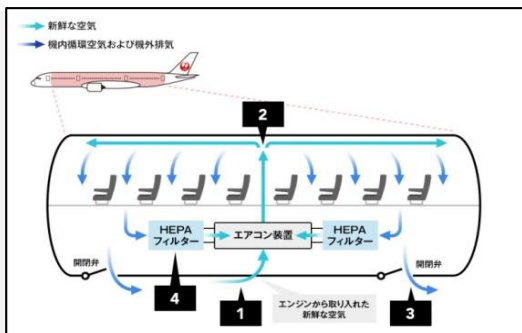 新鮮な空気
機内循環空気および機外排気
2
HEPA
フィルター
エアコン装置
HEPA
フィルター
開閉弁
開閉弁
4
1
エンジンから取り入れた
新鮮な空気
3